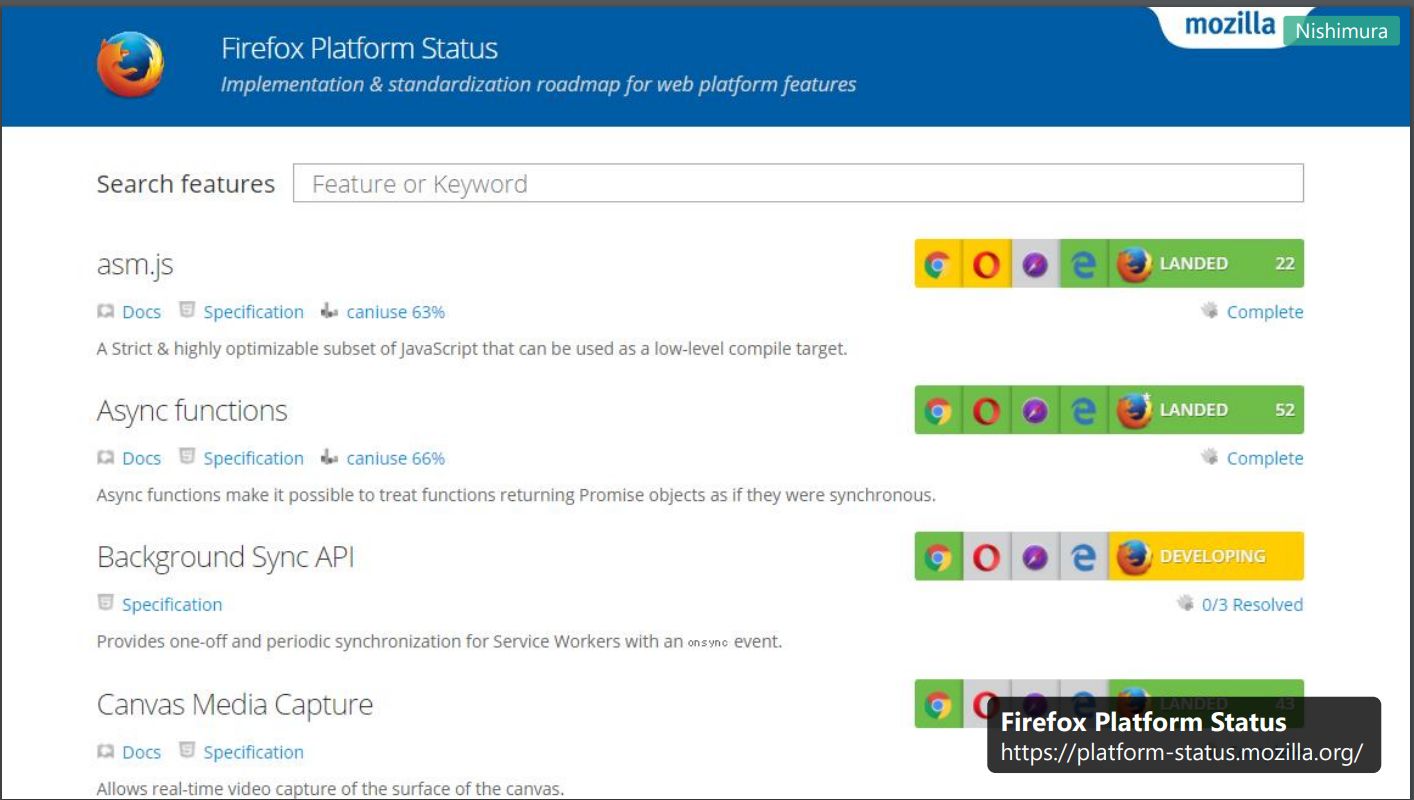 mozilla
Nishimura
Firefox Platform Status
Implementation & standardization roadmap for web platform features
Search features
Feature or Keyword
asm.js
LANDED 22
Docs Specification caniuse 63%
Complete
A Strict & highly optimizable subset of JavaScript that can be used as a low-level compile target.
Async functions
LANDED 52
Docs Specification caniuse 66%
Complete
Async functions make it possible to treat functions returning Promise objects as if they were synchronous.
Background Sync API
DEVELOPING
Specification
0/3 Resolved
Provides one-off and periodic synchronization for Service Workers with an onsync event.
Canvas Media Capture
LANDED 43
Docs Specification
Allows real-time video capture of the surface of the canvas.
Firefox Platform Status
https://platform-status.mozilla.org/